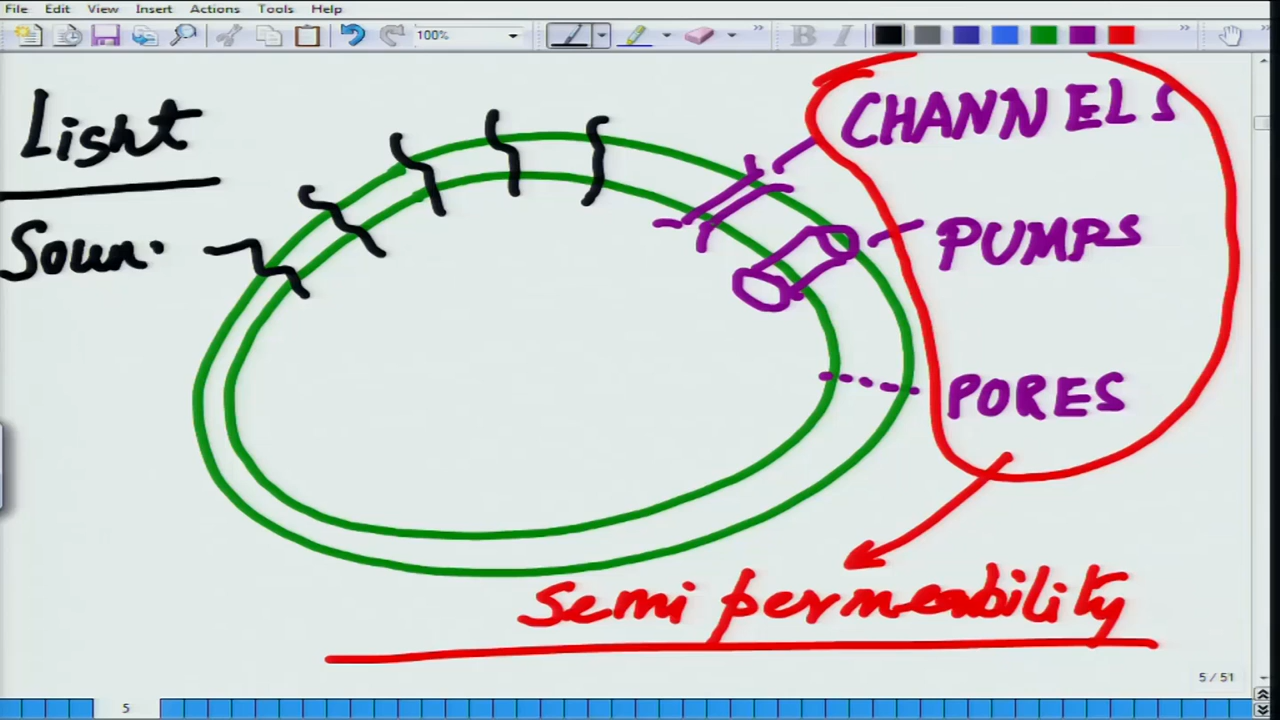 File Edit View Insert Actions Tools Help
100%
B I
Light
Soun.
CHANNELS
PUMPS
PORES
Semi permeability
5 / 51
5